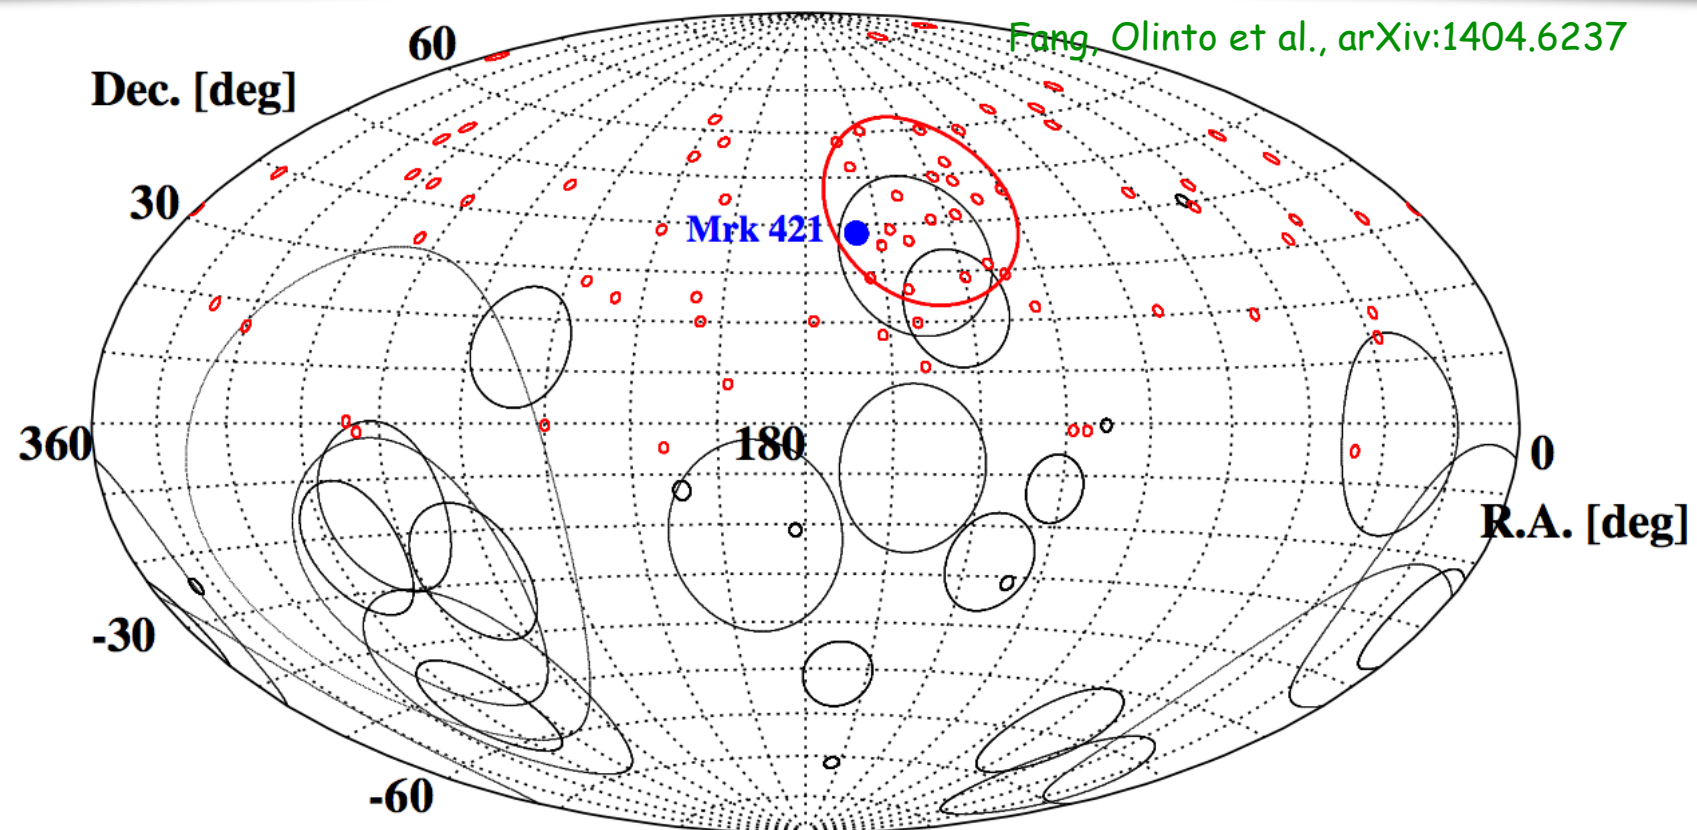 Fang, Olinto et al., arXiv:1404.6237
60
Dec. [deg]
30
Mrk 421
360
180
0
R.A. [deg]
-30
-60